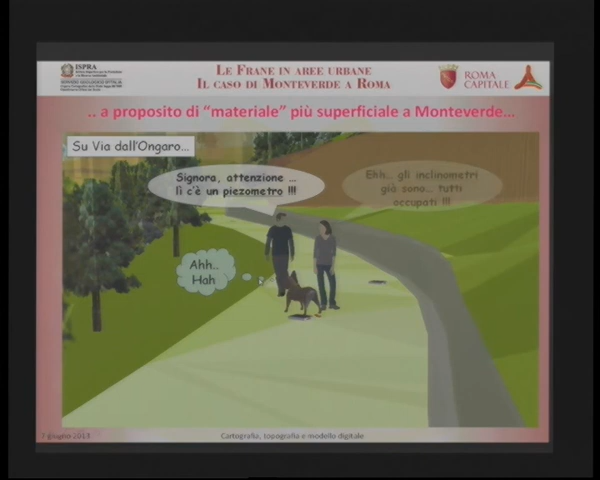 ISPRA
LE FRANE IN AREE URBANE
IL CASO DI MONTEVERDE A ROMA
ROMA
CAPITALE
.. a proposito di “materiale” più superficiale a Monteverde...
Su Via dall'Ongaro...
Signora, attenzione ...
lì c'è un piezometro !!!
Ehh.. gli inclinometri
già sono... tutti
occupati !!!
Ahh..
Hah
7 giugno 2013
Cartografia, topografia e modello digitale